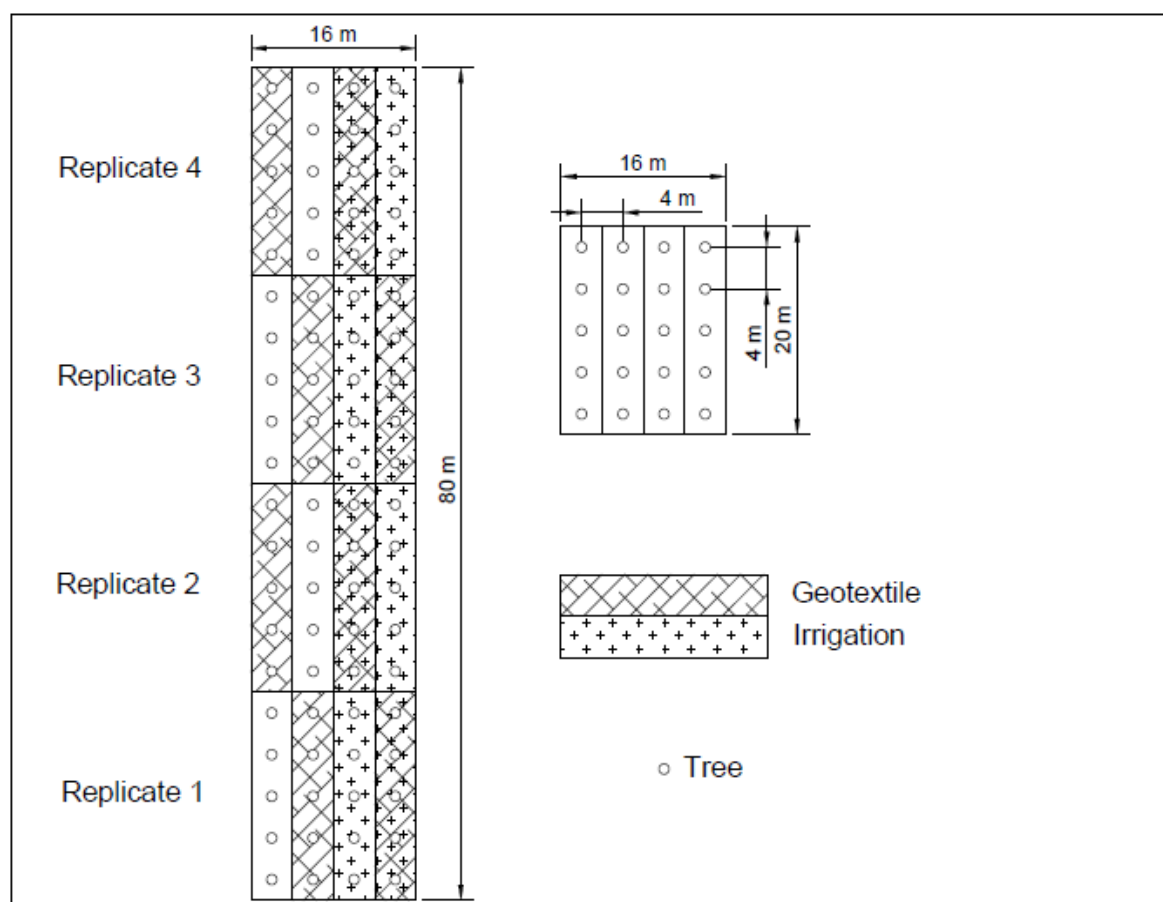 16 m
Replicate 4
16 m
4 m
4 m
20 m
Replicate 3
80 m
Replicate 2
Geotextile
Irrigation
Tree
Replicate 1